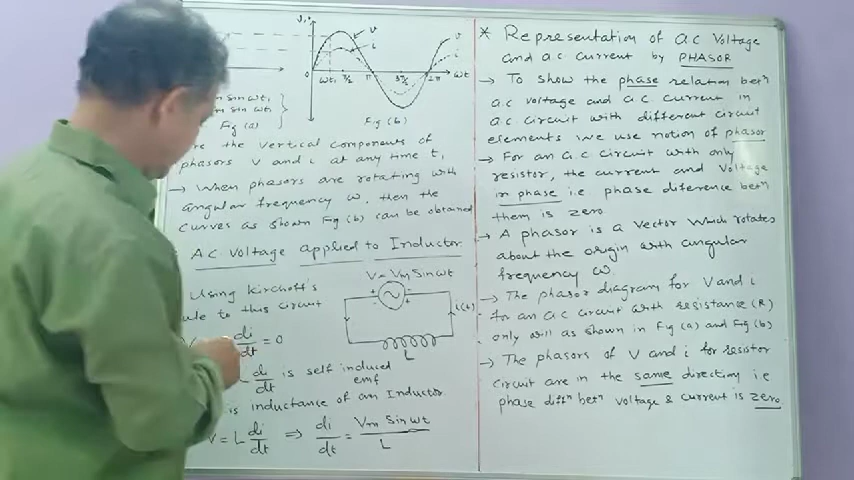 v, i
v
i
0 ωt₁ π/2 π 3π/2 2π ωt
sin ωt₁
sin ωt₁
Fig (a)
Fig (b)
the vertical components of
phasors V and i at any time t₁
→ When phasors are rotating with
angular frequency ω, then the
curves as shown Fig (b) can be obtained
AC Voltage applied to Inductor
Using Kirchoff's
to this circuit
V = Vm Sin ωt
+ -
- +
i(t)
L
di/dt = 0
L di/dt is self induced
emf
is inductance of an Inductor.
V = L di/dt ⇒ di/dt = Vm Sin ωt / L
* Representation of ac Voltage
and ac current by PHASOR
→ To show the phase relation betn
ac voltage and ac current in
ac circuit with different circuit
elements we use notion of phasor
→ For an a.c circuit with only
resistor, the current and voltage
in phase i.e phase diference betn
them is zero.
→ A phasor is a vector which rotates
about the origin with angular
frequency ω.
→ The phasor diagram for V and i
for an ac circuit with resistance (R)
only will as shown in Fig (a) and Fig (b)
→ The phasors of V and i for resistor
circuit are in the same direction i.e
phase diffn betn voltage & current is zero.